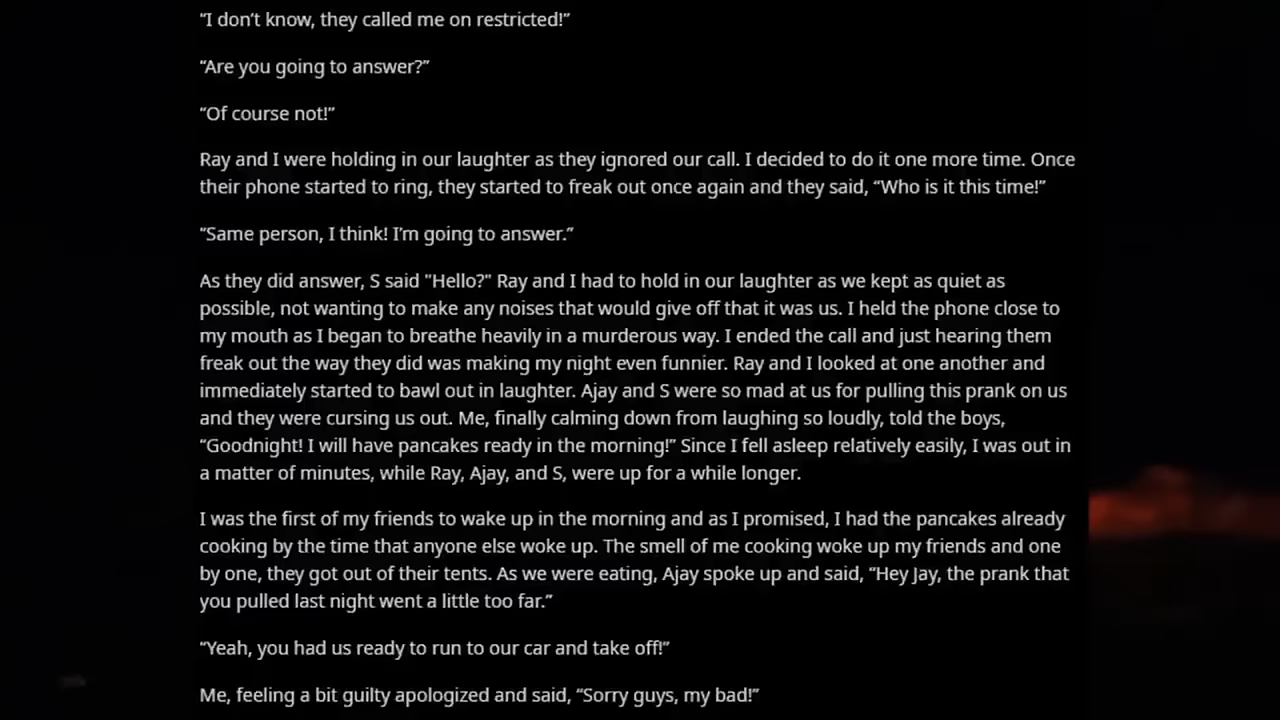 “I don’t know, they called me on restricted!”
“Are you going to answer?”
“Of course not!”
Ray and I were holding in our laughter as they ignored our call. I decided to do it one more time. Once
their phone started to ring, they started to freak out once again and they said, “Who is it this time!”
“Same person, I think! I’m going to answer.”
As they did answer, S said "Hello?" Ray and I had to hold in our laughter as we kept as quiet as
possible, not wanting to make any noises that would give off that it was us. I held the phone close to
my mouth as I began to breathe heavily in a murderous way. I ended the call and just hearing them
freak out the way they did was making my night even funnier. Ray and I looked at one another and
immediately started to bawl out in laughter. Ajay and S were so mad at us for pulling this prank on us
and they were cursing us out. Me, finally calming down from laughing so loudly, told the boys,
“Goodnight! I will have pancakes ready in the morning!” Since I fell asleep relatively easily, I was out in
a matter of minutes, while Ray, Ajay, and S, were up for a while longer.
I was the first of my friends to wake up in the morning and as I promised, I had the pancakes already
cooking by the time that anyone else woke up. The smell of me cooking woke up my friends and one
by one, they got out of their tents. As we were eating, Ajay spoke up and said, “Hey Jay, the prank that
you pulled last night went a little too far.”
“Yeah, you had us ready to run to our car and take off!”
Me, feeling a bit guilty apologized and said, “Sorry guys, my bad!”